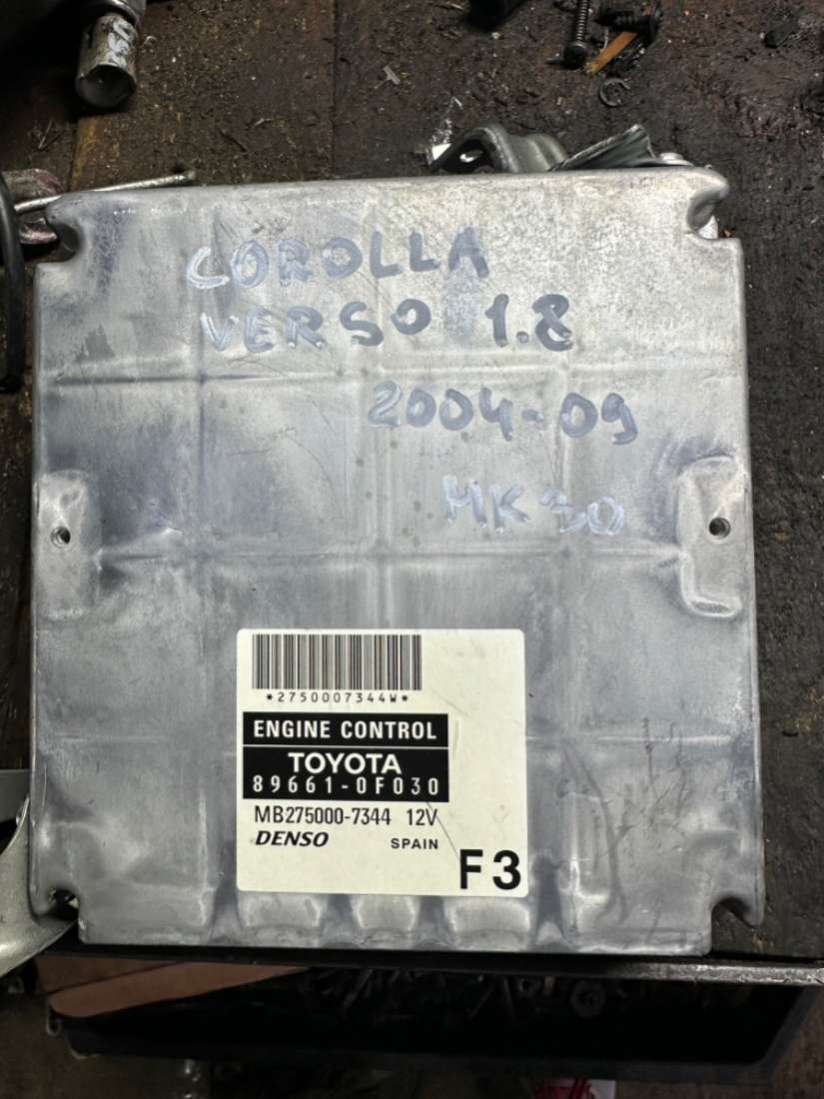 COROLLA
VERSO 1.8
2004-09
MK30
*2750007344W*
ENGINE CONTROL
TOYOTA
89661-0F030
MB275000-7344 12V
DENSO SPAIN
F3